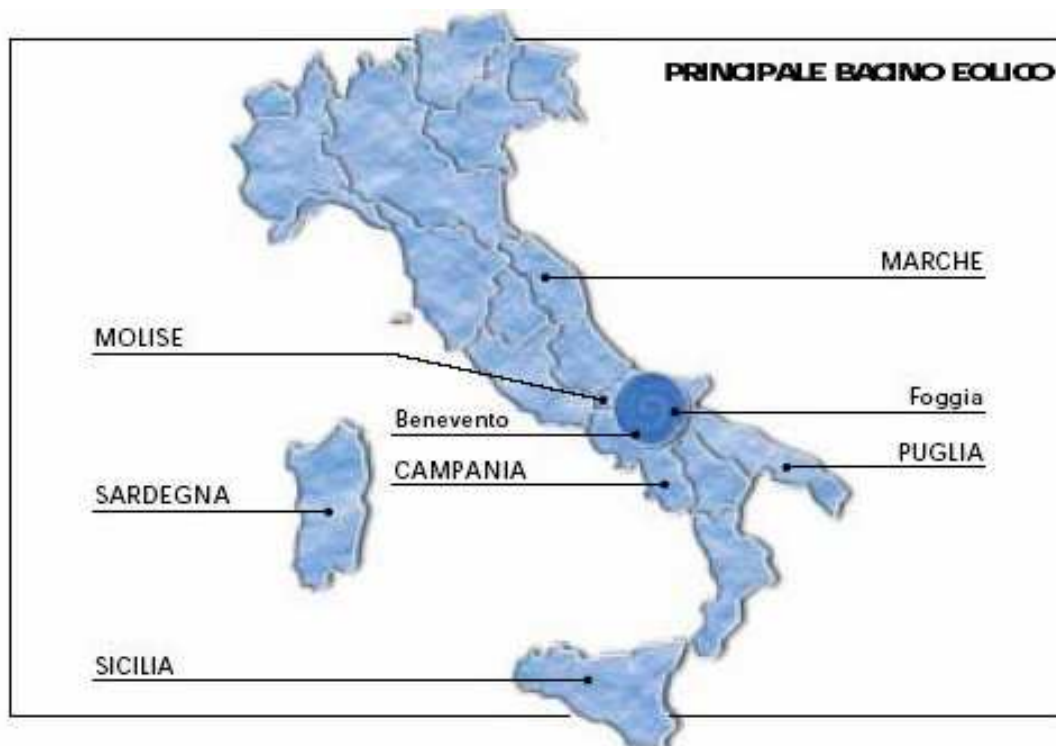 PRINCIPALE BACINO EOLICO
MARCHE
MOLISE
Foggia
Benevento
PUGLIA
CAMPANIA
SARDEGNA
SICILIA